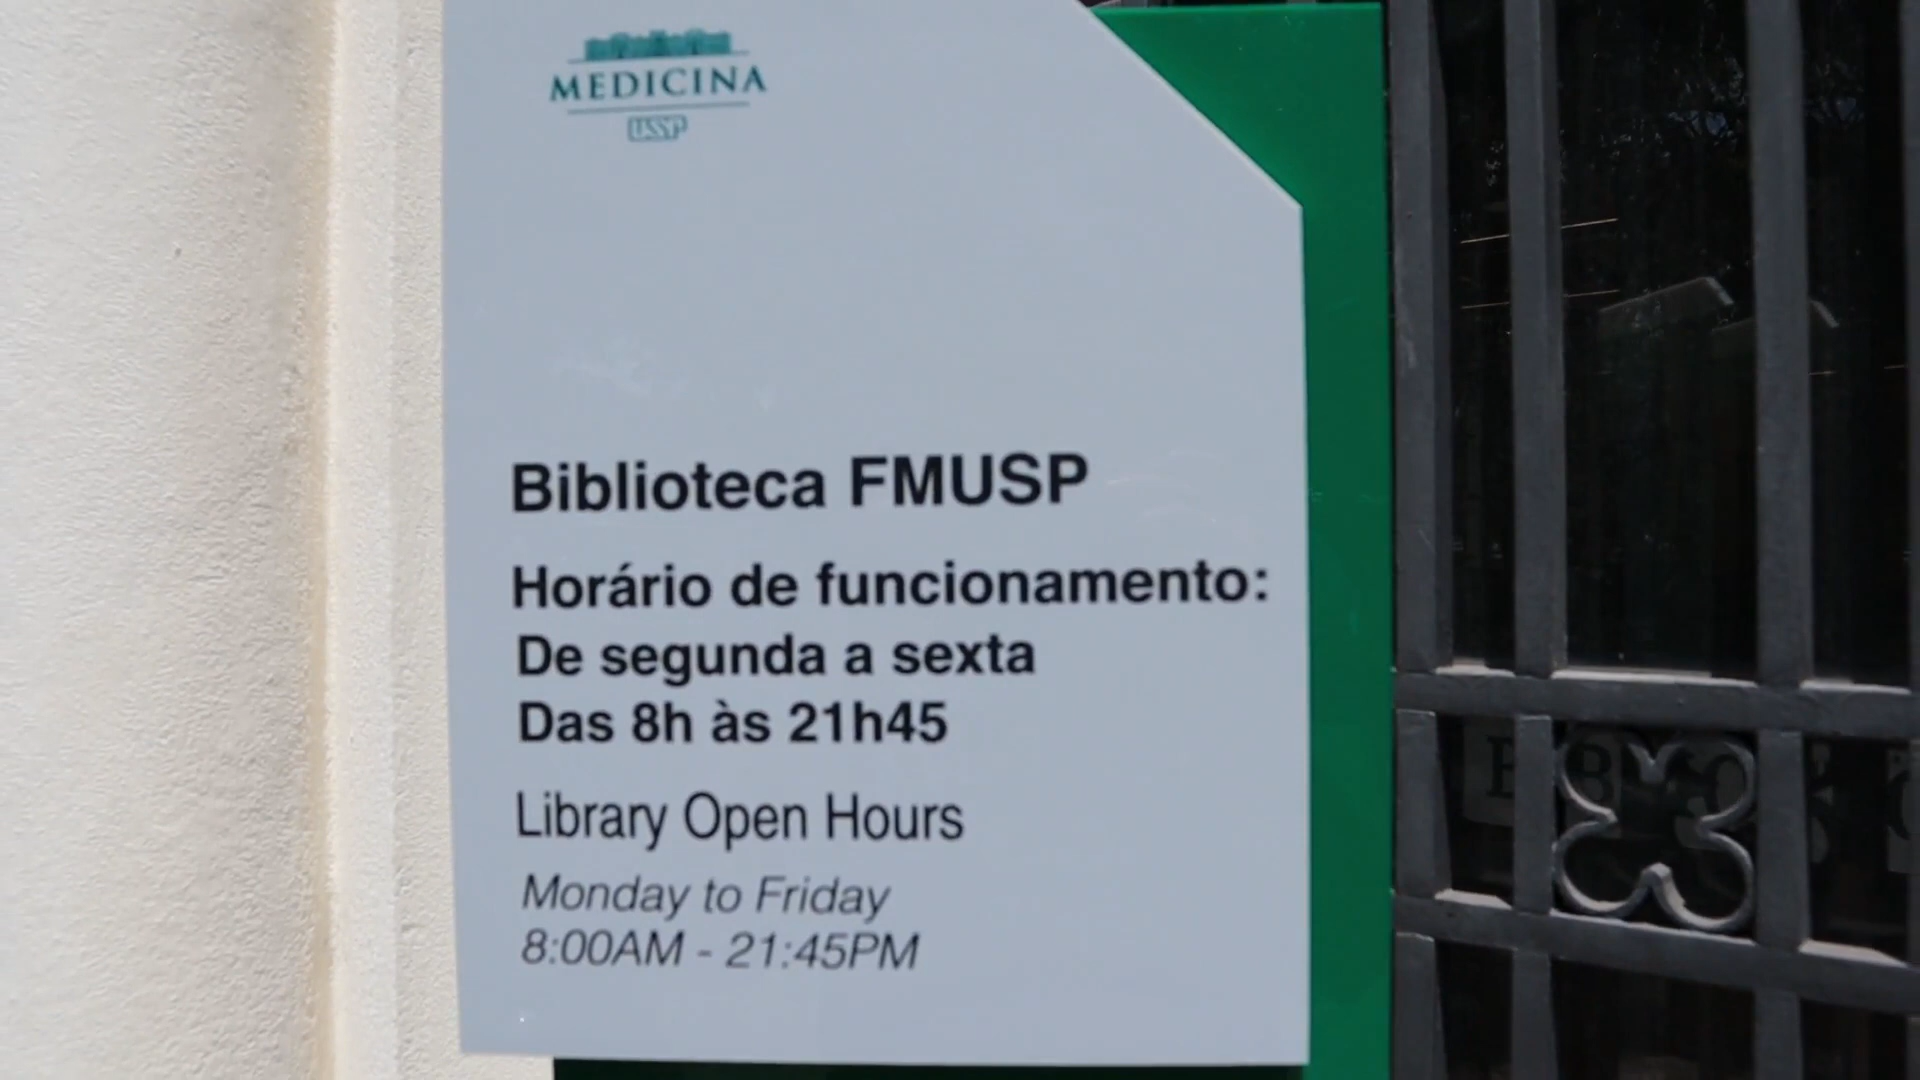 MEDICINA
USP
Biblioteca FMUSP
Horário de funcionamento:
De segunda a sexta
Das 8h às 21h45
Library Open Hours
Monday to Friday
8:00AM - 21:45PM